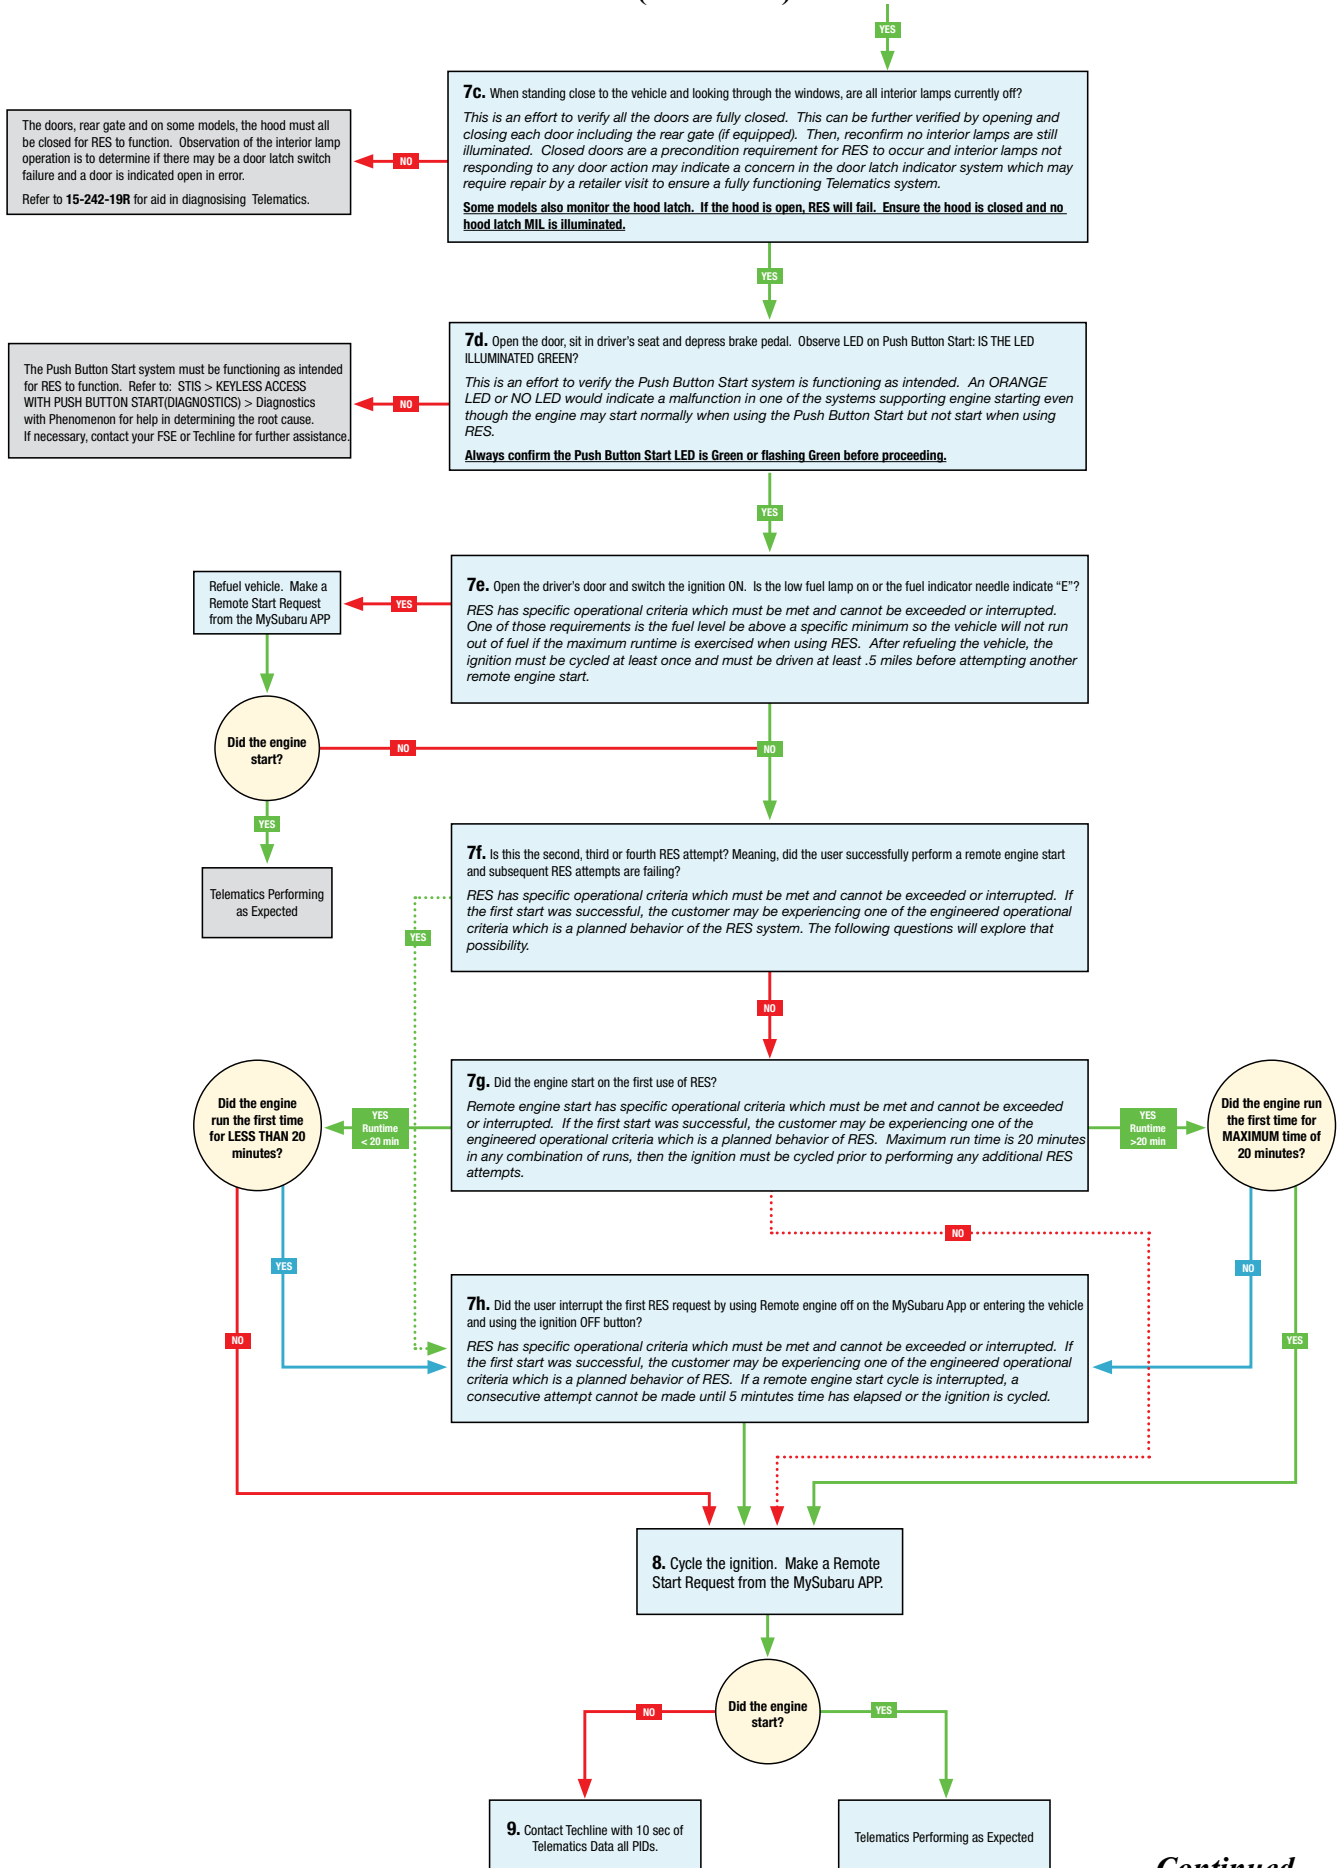 YES
7c. When standing close to the vehicle and looking through the windows, are all interior lamps currently off?
This is an effort to verify all the doors are fully closed. This can be further verified by opening and
closing each door including the rear gate (if equipped). Then, reconfirm no interior lamps are still
illuminated. Closed doors are a precondition requirement for RES to occur and interior lamps not
responding to any door action may indicate a concern in the door latch indicator system which may
require repair by a retailer visit to ensure a fully functioning Telematics system.
Some models also monitor the hood latch. If the hood is open, RES will fail. Ensure the hood is closed and no
hood latch MIL is illuminated.
NO
The doors, rear gate and on some models, the hood must all
be closed for RES to function. Observation of the interior lamp
operation is to determine if there may be a door latch switch
failure and a door is indicated open in error.
Refer to 15-242-19R for aid in diagnosising Telematics.
YES
7d. Open the door, sit in driver's seat and depress brake pedal. Observe LED on Push Button Start: IS THE LED
ILLUMINATED GREEN?
This is an effort to verify the Push Button Start system is functioning as intended. An ORANGE
LED or NO LED would indicate a malfunction in one of the systems supporting engine starting even
though the engine may start normally when using the Push Button Start but not start when using
RES.
Always confirm the Push Button Start LED is Green or flashing Green before proceeding.
NO
The Push Button Start system must be functioning as intended
for RES to function. Refer to: STIS > KEYLESS ACCESS
WITH PUSH BUTTON START(DIAGNOSTICS) > Diagnostics
with Phenomenon for help in determining the root cause.
If necessary, contact your FSE or Techline for further assistance.
YES
7e. Open the driver's door and switch the ignition ON. Is the low fuel lamp on or the fuel indicator needle indicate "E"?
RES has specific operational criteria which must be met and cannot be exceeded or interrupted.
One of those requirements is the fuel level be above a specific minimum so the vehicle will not run
out of fuel if the maximum runtime is exercised when using RES. After refueling the vehicle, the
ignition must be cycled at least once and must be driven at least .5 miles before attempting another
remote engine start.
YES
Refuel vehicle. Make a
Remote Start Request
from the MySubaru APP
Did the engine
start?
NO
NO
YES
Telematics Performing
as Expected
7f. Is this the second, third or fourth RES attempt? Meaning, did the user successfully perform a remote engine start
and subsequent RES attempts are failing?
RES has specific operational criteria which must be met and cannot be exceeded or interrupted. If
the first start was successful, the customer may be experiencing one of the engineered operational
criteria which is a planned behavior of the RES system. The following questions will explore that
possibility.
YES
NO
7g. Did the engine start on the first use of RES?
Remote engine start has specific operational criteria which must be met and cannot be exceeded
or interrupted. If the first start was successful, the customer may be experiencing one of the
engineered operational criteria which is a planned behavior of RES. Maximum run time is 20 minutes
in any combination of runs, then the ignition must be cycled prior to performing any additional RES
attempts.
YES
Runtime
< 20 min
Did the engine
run the first time
for LESS THAN 20
minutes?
YES
Runtime
>20 min
Did the engine run
the first time for
MAXIMUM time of
20 minutes?
NO
YES
NO
7h. Did the user interrupt the first RES request by using Remote engine off on the MySubaru App or entering the vehicle
and using the ignition OFF button?
RES has specific operational criteria which must be met and cannot be exceeded or interrupted. If
the first start was successful, the customer may be experiencing one of the engineered operational
criteria which is a planned behavior of RES. If a remote engine start cycle is interrupted, a
consecutive attempt cannot be made until 5 mintutes time has elapsed or the ignition is cycled.
NO
YES
8. Cycle the ignition. Make a Remote
Start Request from the MySubaru APP.
Did the engine
start?
NO
YES
9. Contact Techline with 10 sec of
Telematics Data all PIDs.
Telematics Performing as Expected
Continued